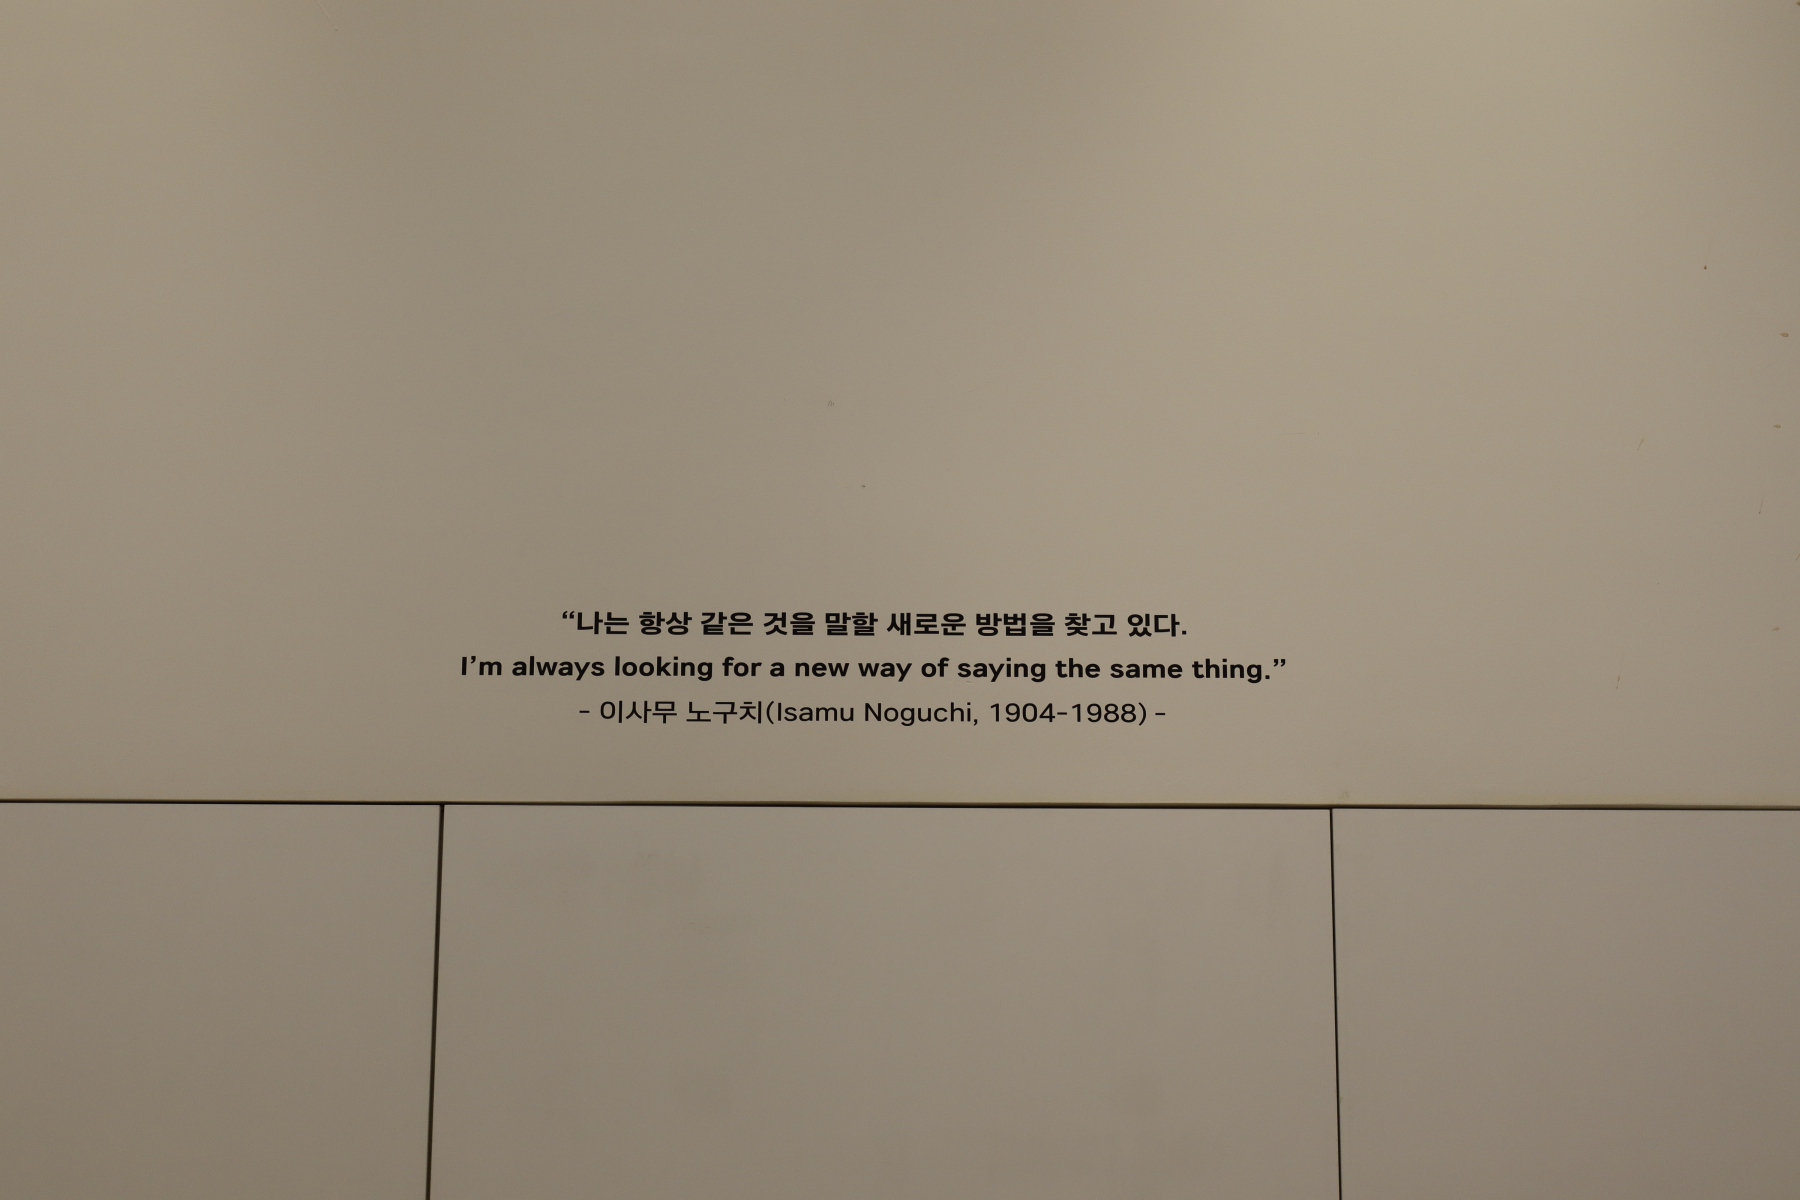 “나는 항상 같은 것을 말할 새로운 방법을 찾고 있다.
I’m always looking for a new way of saying the same thing.”
- 이사무 노구치(Isamu Noguchi, 1904-1988) -